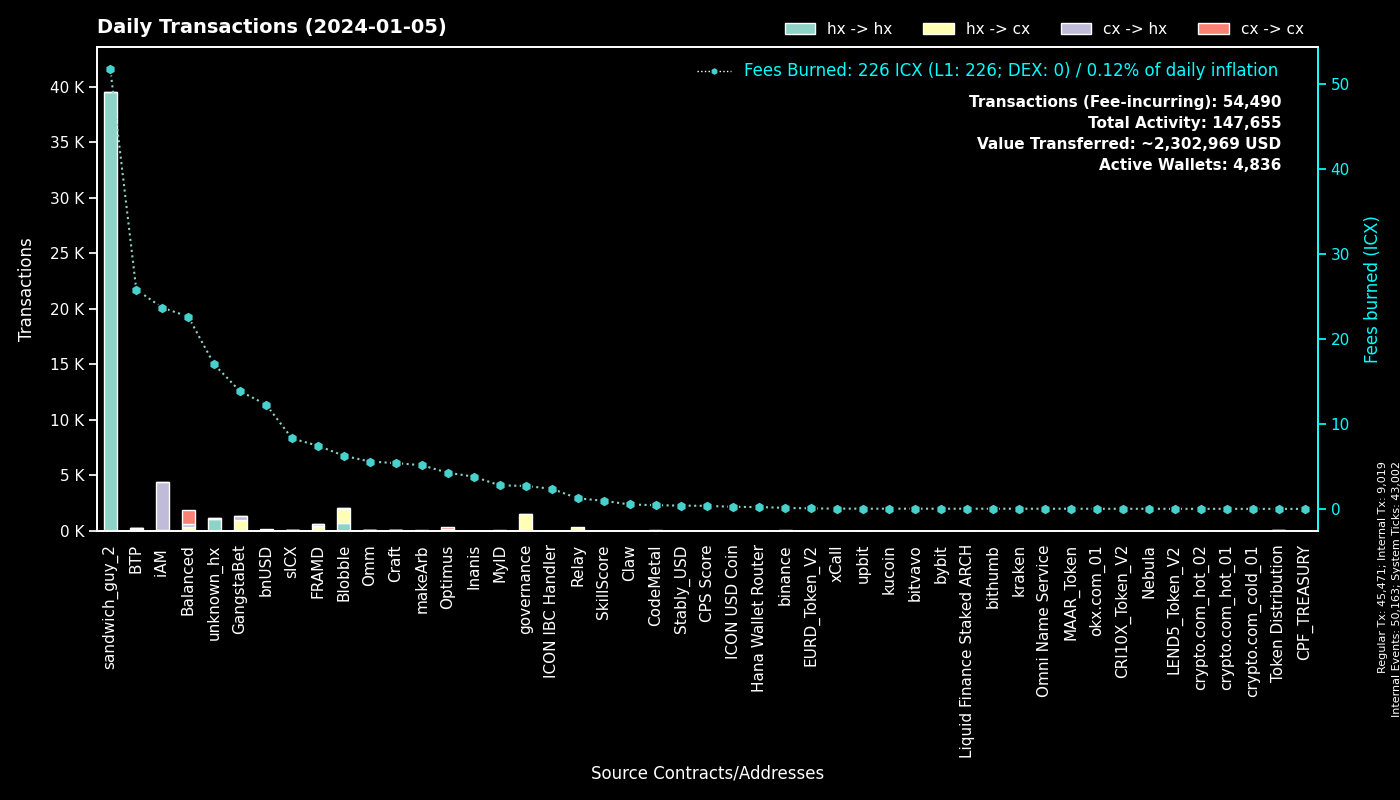 Daily Transactions (2024-01-05)
hx -> hx
hx -> cx
cx -> hx
cx -> cx
Fees Burned: 226 ICX (L1: 226; DEX: 0) / 0.12% of daily inflation
Transactions (Fee-incurring): 54,490
Total Activity: 147,655
Value Transferred: ~2,302,969 USD
Active Wallets: 4,836
Transactions
40 K
35 K
30 K
25 K
20 K
15 K
10 K
5 K
0 K
50
40
30
20
10
0
Fees burned (ICX)
sandwich_guy_2
BTP
iAM
Balanced
unknown_hx
GangstaBet
bnUSD
sICX
FRAMD
Blobble
Omm
Craft
makeArb
Optimus
Inanis
MyID
governance
ICON IBC Handler
Relay
SkillScore
Claw
CodeMetal
Stably_USD
CPS Score
ICON USD Coin
Hana Wallet Router
binance
EURD_Token_V2
xCall
upbit
kucoin
bitvavo
bybit
Liquid Finance Staked ARCH
bithumb
kraken
Omni Name Service
MAAR_Token
okx.com_01
CRI10X_Token_V2
Nebula
LEND5_Token_V2
crypto.com_hot_02
crypto.com_hot_01
crypto.com_cold_01
Token Distribution
CPF_TREASURY
Source Contracts/Addresses
Regular Tx: 45,471; Internal Tx: 9,019
Internal Events: 50,163; System Ticks: 43,002